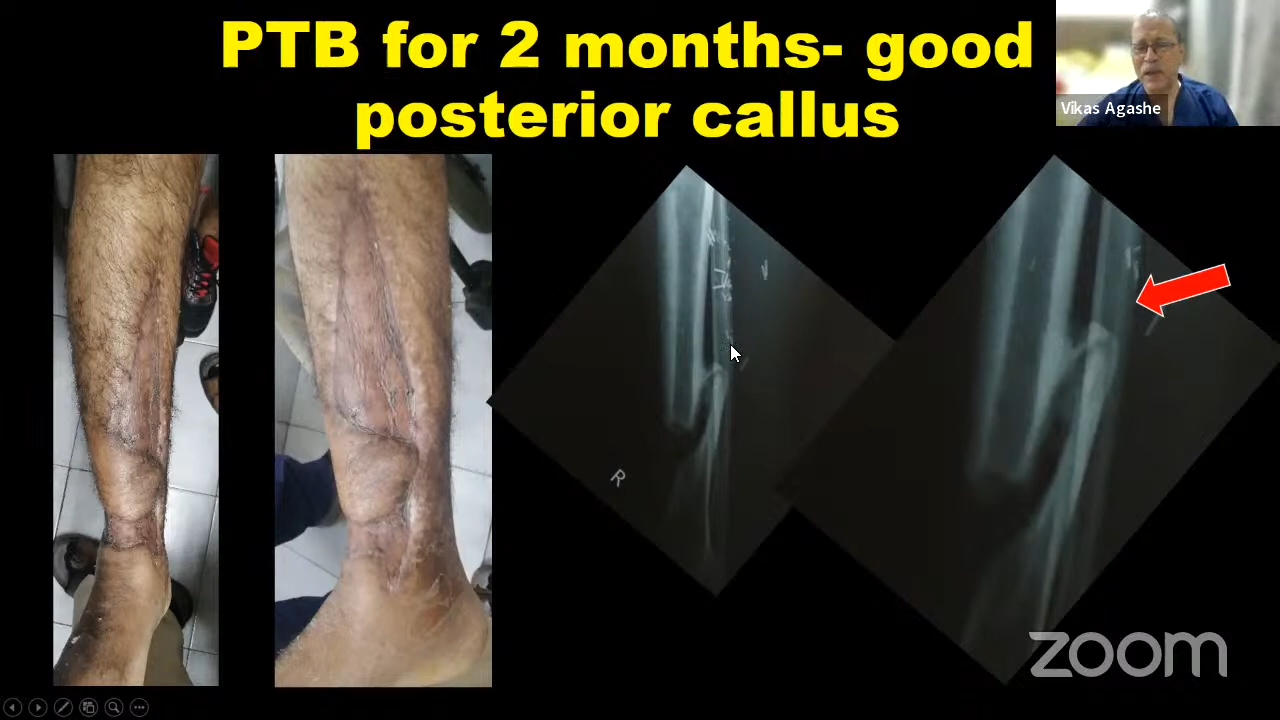 PTB for 2 months- good
posterior callus
Vikas Agashe
R
zoom